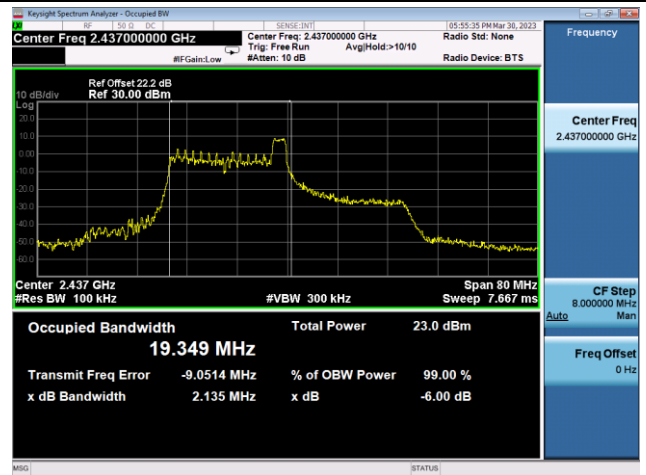 Keysight Spectrum Analyzer - Occupied BW
LXI RF 50 Ω DC SENSE:INT 05:55:35 PM Mar 30, 2023
Center Freq 2.437000000 GHz Center Freq: 2.437000000 GHz Radio Std: None Frequency
Trig: Free Run Avg|Hold:>10/10
#IFGain:Low #Atten: 10 dB Radio Device: BTS
Ref Offset 22.2 dB
10 dB/div Ref 30.00 dBm
Log
20.0
10.0
0.00
-10.0
-20.0
-30.0
-40.0
-50.0
-60.0
Center Freq
2.437000000 GHz
Center 2.437 GHz Span 80 MHz
#Res BW 100 kHz #VBW 300 kHz Sweep 7.667 ms
CF Step
8.000000 MHz
Auto Man
Occupied Bandwidth Total Power 23.0 dBm
19.349 MHz
Transmit Freq Error -9.0514 MHz % of OBW Power 99.00 %
x dB Bandwidth 2.135 MHz x dB -6.00 dB
Freq Offset
0 Hz
MSG STATUS